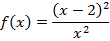 f(x) = (x − 2)² / x²